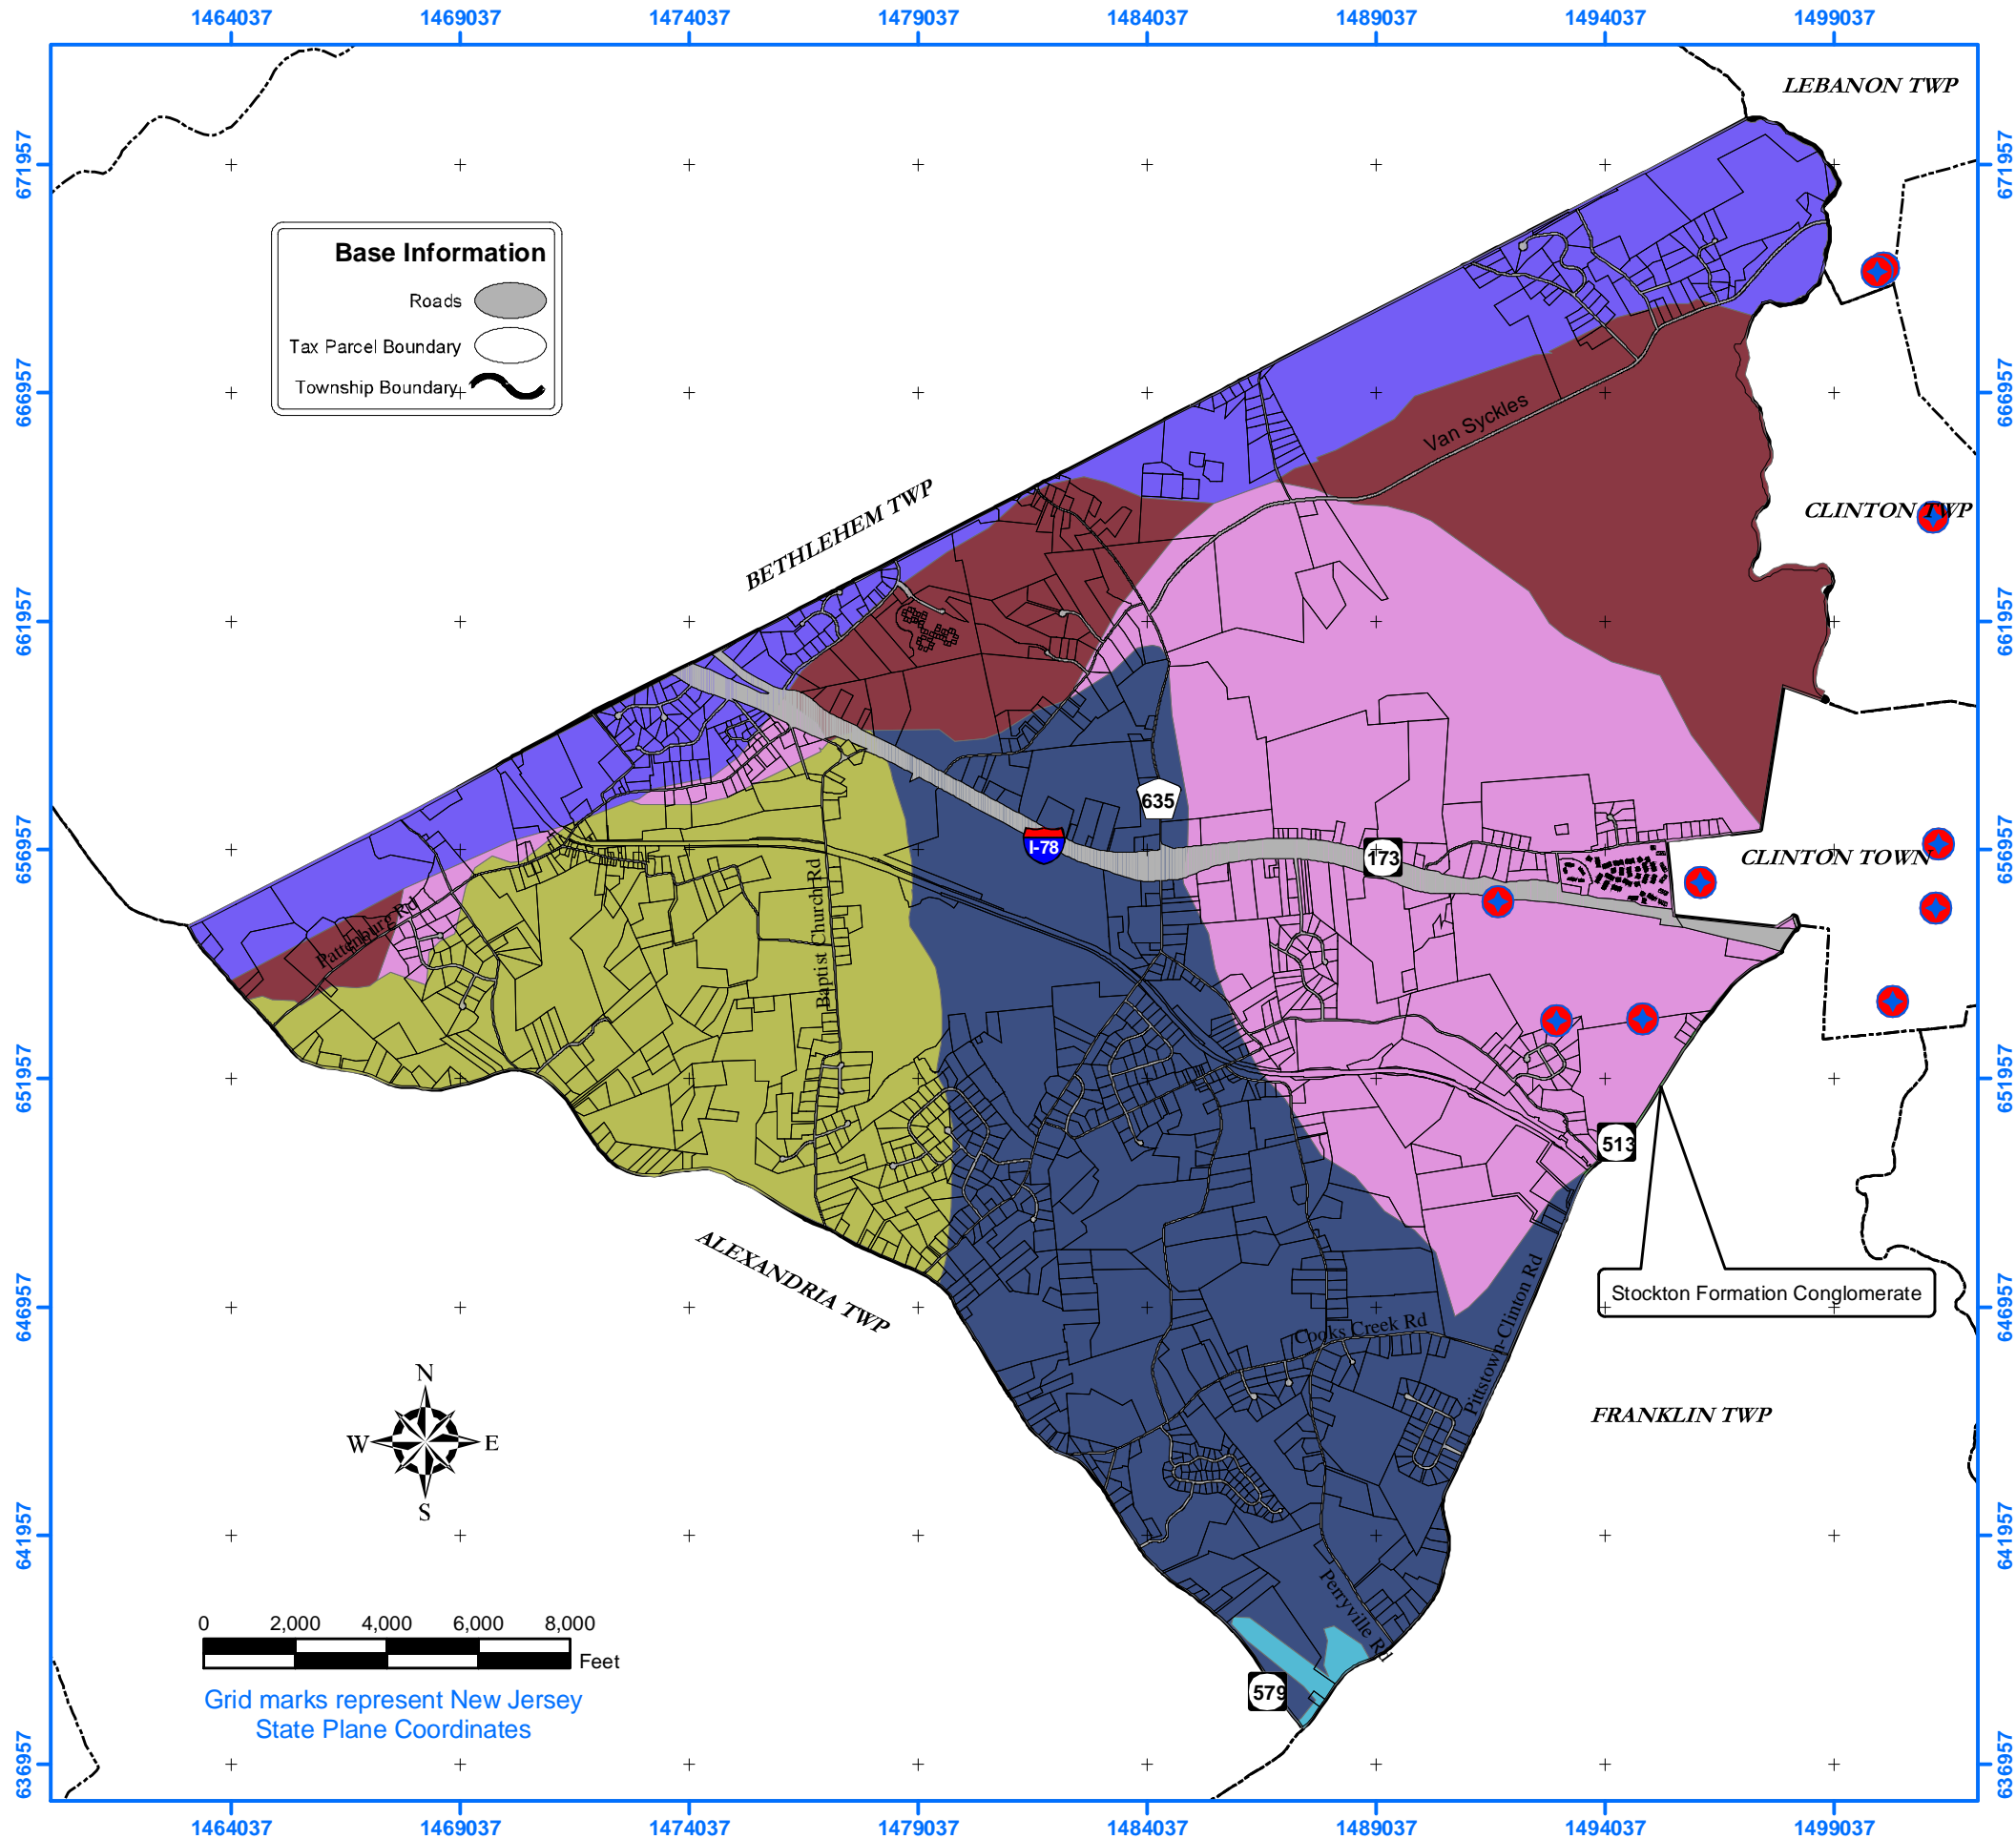 1464037 1469037 1474037 1479037 1484037 1489037 1494037 1499037
LEBANON TWP
671957 671957
Base Information
Roads
Tax Parcel Boundary
Township Boundary
666957 666957
Van Syckles
BETHLEHEM TWP
CLINTON TWP
661957 661957
635
I-78
173
656957 656957
CLINTON TOWN
Pattenburg Rd
Baptist Church Rd
651957 651957
513
ALEXANDRIA TWP
Stockton Formation Conglomerate
646957 646957
Cooks Creek Rd
Pittstown-Clinton Rd
N
W E
S
FRANKLIN TWP
641957 641957
Perryville Rd
0 2,000 4,000 6,000 8,000
Feet
579
Grid marks represent New Jersey
State Plane Coordinates
636957 636957
1464037 1469037 1474037 1479037 1484037 1489037 1494037 1499037